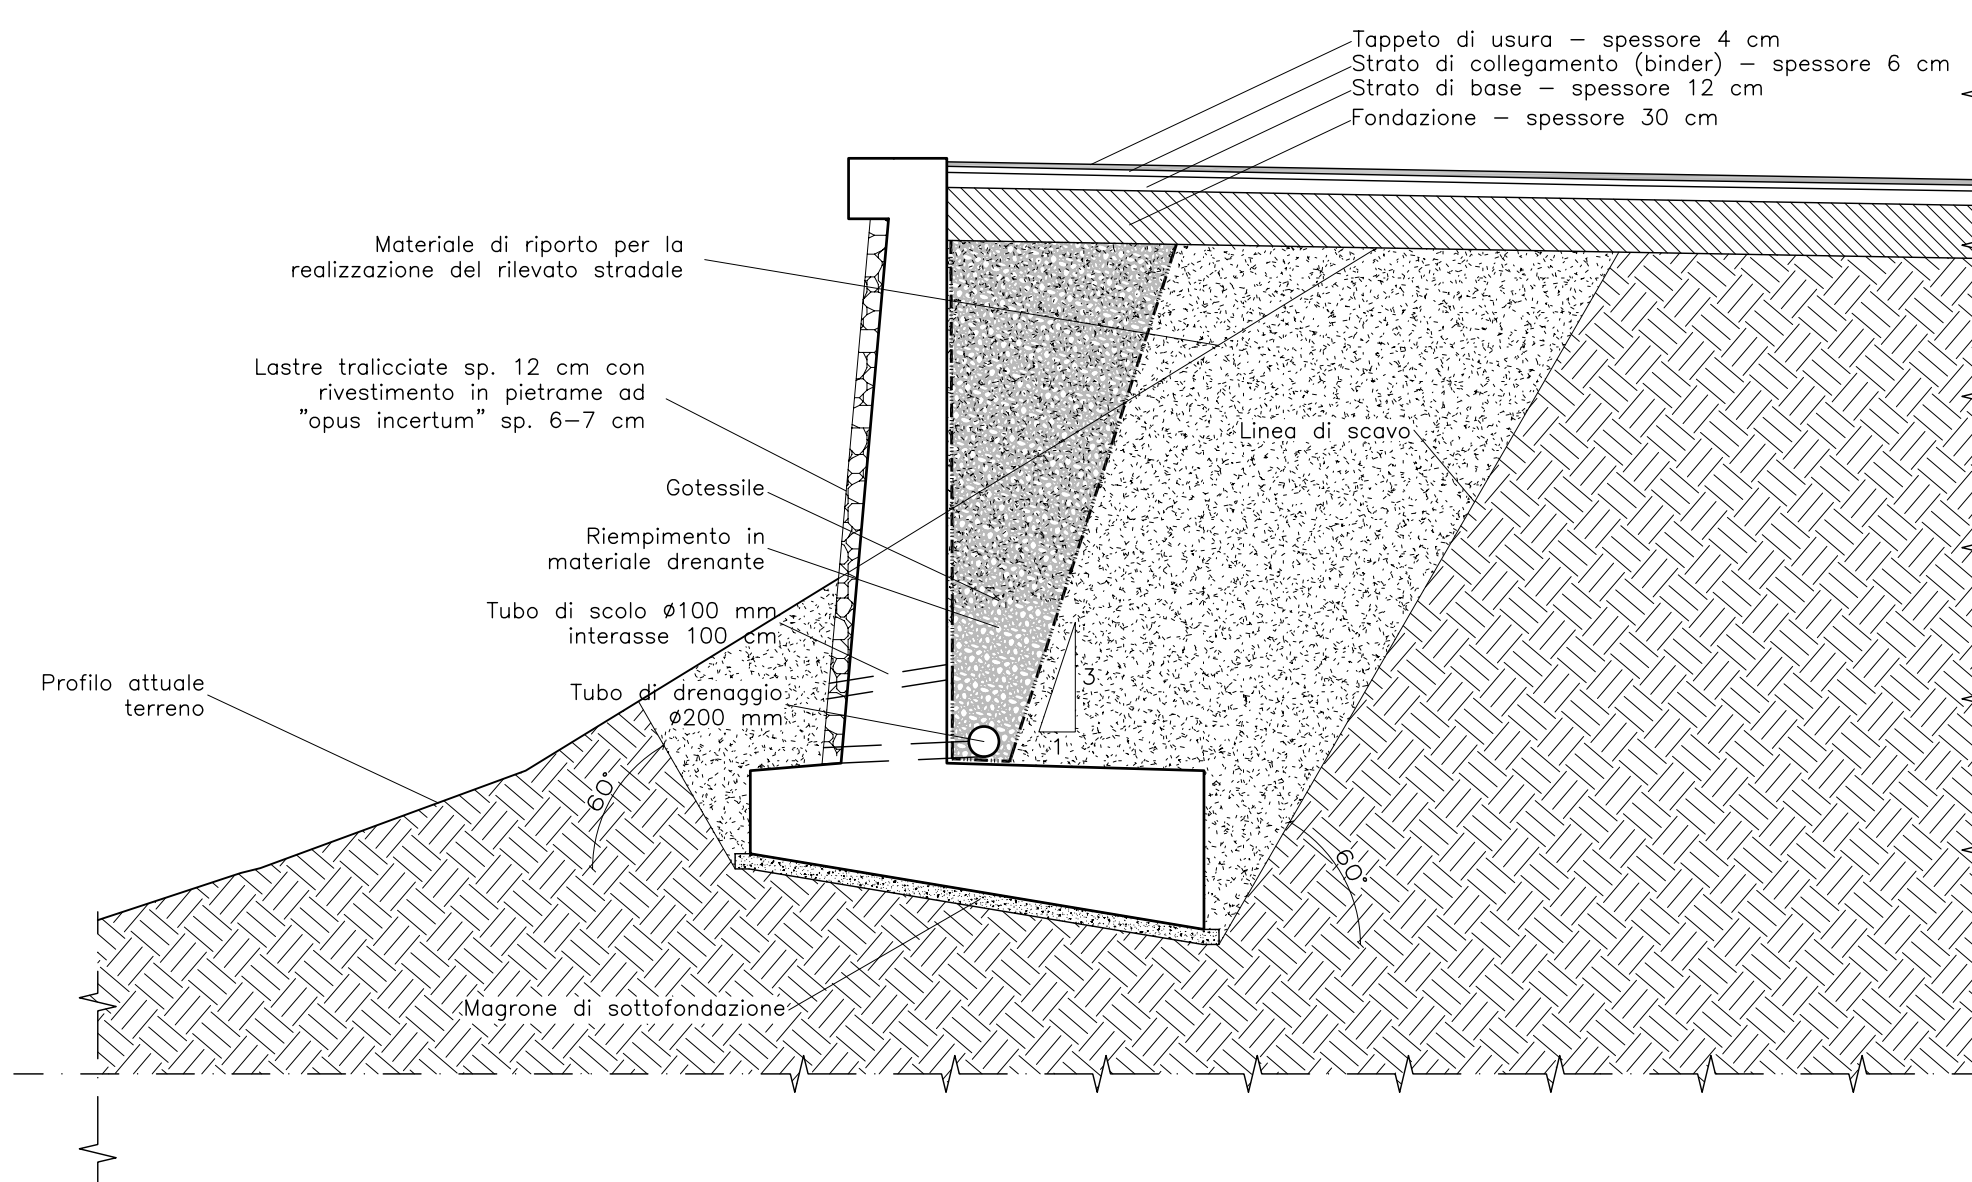 Tappeto di usura – spessore 4 cm
Strato di collegamento (binder) – spessore 6 cm
Strato di base – spessore 12 cm
Fondazione – spessore 30 cm
Materiale di riporto per la
realizzazione del rilevato stradale
Lastre tralicciate sp. 12 cm con
rivestimento in pietrame ad
"opus incertum" sp. 6–7 cm
Linea di scavo
Gotessile
Riempimento in
materiale drenante
Tubo di scolo Ø100 mm
interasse 100 cm
Profilo attuale
terreno
Tubo di drenaggio
Ø200 mm
3
1
60°
60°
Magrone di sottofondazione